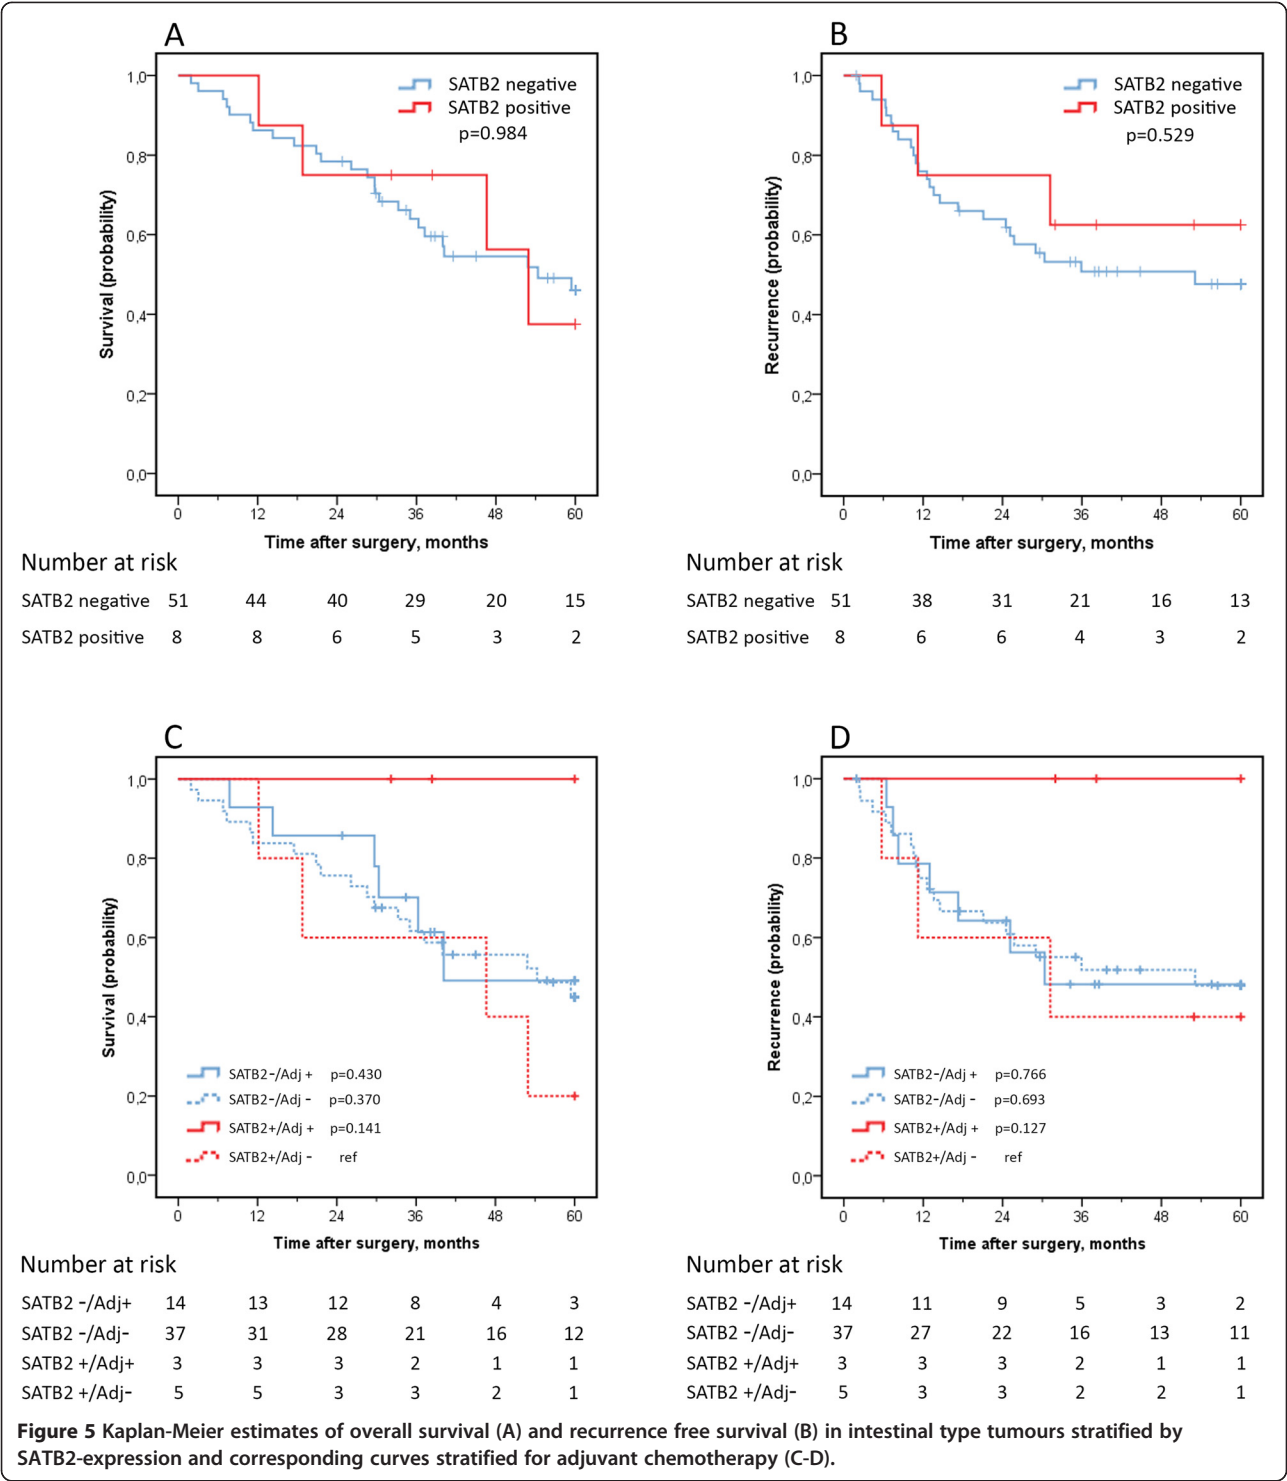 A
1,0
0,8
0,6
0,4
0,2
0,0
Survival (probability)
SATB2 negative
SATB2 positive
p=0.984
0 12 24 36 48 60
Time after surgery, months
Number at risk
SATB2 negative 51 44 40 29 20 15
SATB2 positive 8 8 6 5 3 2
B
1,0
0,8
0,6
0,4
0,2
0,0
Recurrence (probability)
SATB2 negative
SATB2 positive
p=0.529
0 12 24 36 48 60
Time after surgery, months
Number at risk
SATB2 negative 51 38 31 21 16 13
SATB2 positive 8 6 6 4 3 2
C
1,0
0,8
0,6
0,4
0,2
0,0
Survival (probability)
SATB2−/Adj + p=0.430
SATB2−/Adj − p=0.370
SATB2+/Adj + p=0.141
SATB2+/Adj − ref
0 12 24 36 48 60
Time after surgery, months
Number at risk
SATB2 −/Adj+ 14 13 12 8 4 3
SATB2 −/Adj− 37 31 28 21 16 12
SATB2 +/Adj+ 3 3 3 2 1 1
SATB2 +/Adj− 5 5 3 3 2 1
D
1,0
0,8
0,6
0,4
0,2
0,0
Recurrence (probability)
SATB2−/Adj + p=0.766
SATB2−/Adj − p=0.693
SATB2+/Adj + p=0.127
SATB2+/Adj − ref
0 12 24 36 48 60
Time after surgery, months
Number at risk
SATB2 −/Adj+ 14 11 9 5 3 2
SATB2 −/Adj− 37 27 22 16 13 11
SATB2 +/Adj+ 3 3 3 2 1 1
SATB2 +/Adj− 5 3 3 2 2 1
Figure 5 Kaplan-Meier estimates of overall survival (A) and recurrence free survival (B) in intestinal type tumours stratified by
SATB2-expression and corresponding curves stratified for adjuvant chemotherapy (C-D).